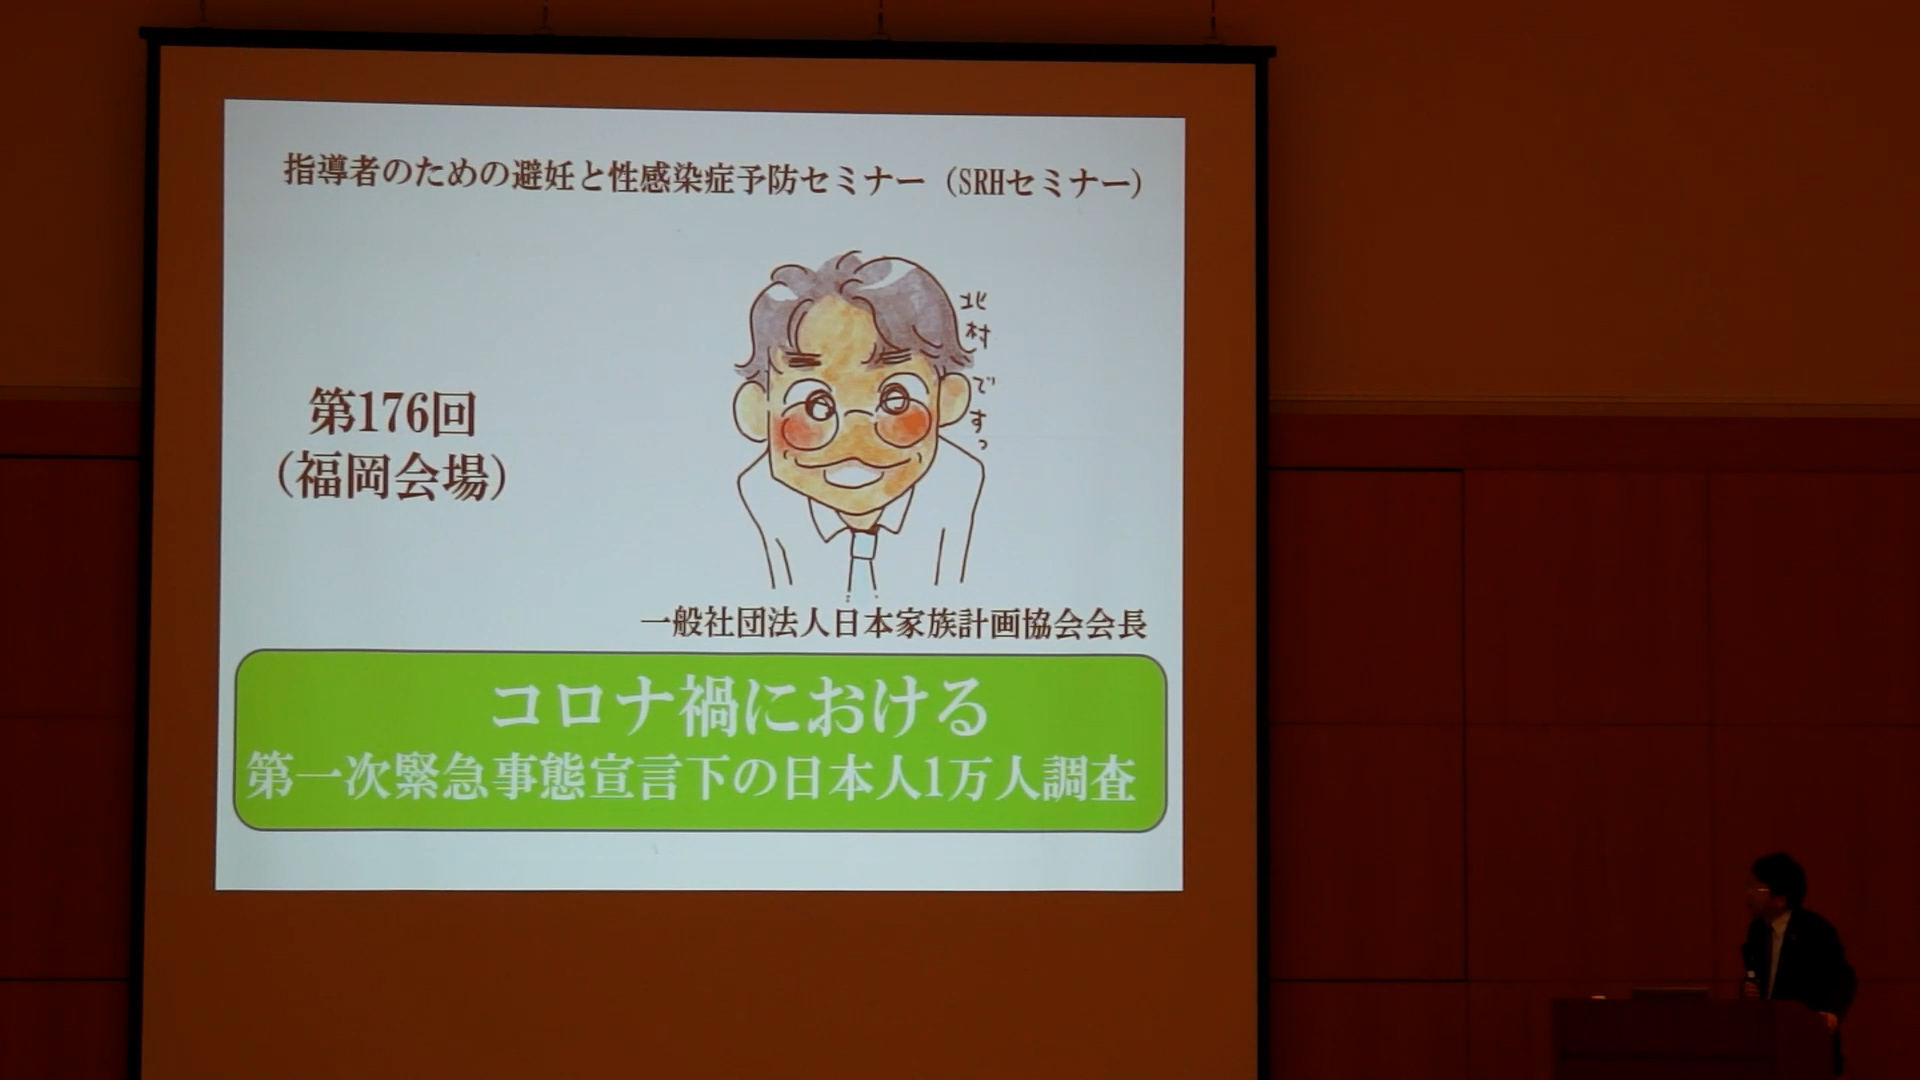 指導者のための避妊と性感染症予防セミナー（SRHセミナー）
第176回
（福岡会場）
北村ですっ
一般社団法人日本家族計画協会会長
コロナ禍における
第一次緊急事態宣言下の日本人1万人調査